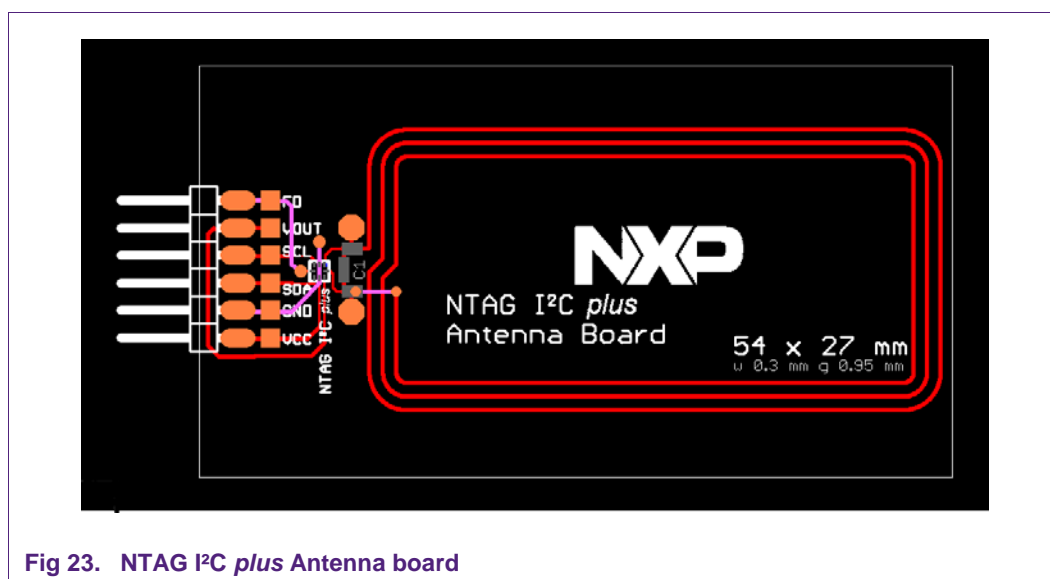 FD
VOUT
SCL
SDA
GND
VCC
NTAG I²C plus
C1
NXP
NTAG I²C plus
Antenna Board
54 x 27 mm
w 0.3 mm g 0.95 mm
Fig 23. NTAG I²C plus Antenna board